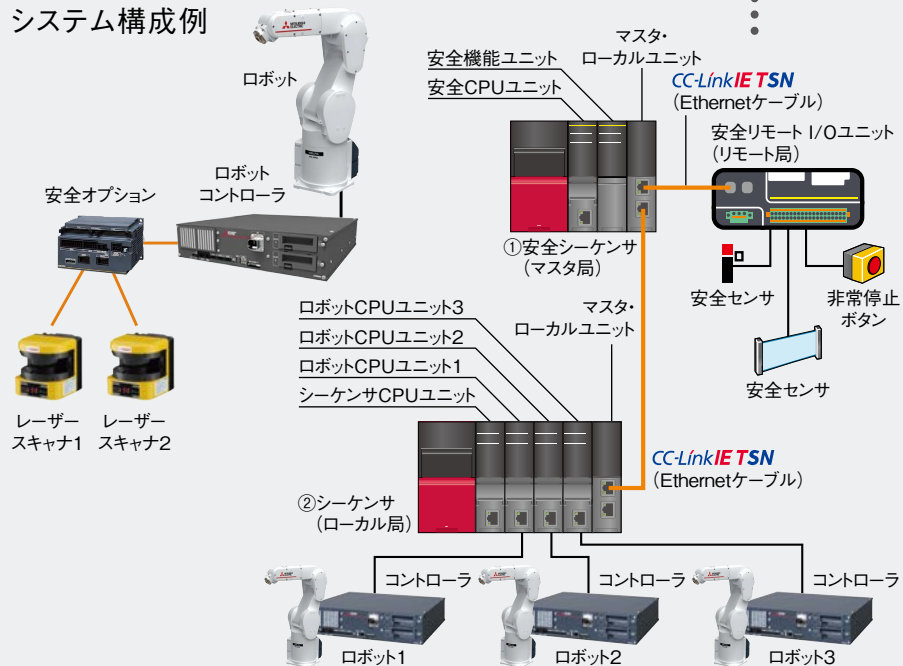 システム構成例
ロボット
ロボット
コントローラ
安全オプション
レーザー
スキャナ1
レーザー
スキャナ2
安全機能ユニット
安全CPUユニット
マスタ・
ローカルユニット
CC-Link IE TSN
(Ethernetケーブル)
安全リモート I/Oユニット
(リモート局)
①安全シーケンサ
(マスタ局)
安全センサ
非常停止
ボタン
安全センサ
ロボットCPUユニット3
ロボットCPUユニット2
ロボットCPUユニット1
シーケンサCPUユニット
マスタ・
ローカルユニット
CC-Link IE TSN
(Ethernetケーブル)
②シーケンサ
(ローカル局)
コントローラ
コントローラ
コントローラ
ロボット1
ロボット2
ロボット3